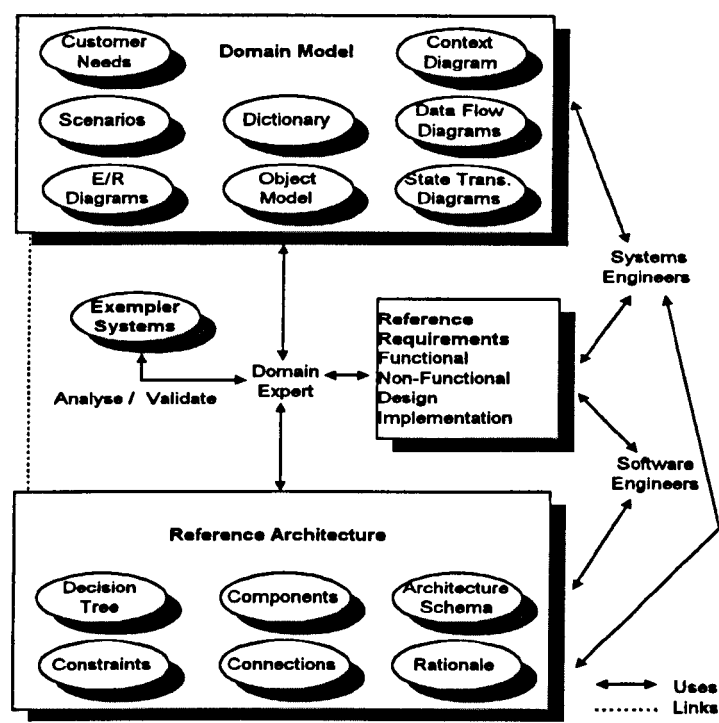 Domain Model
Customer
Needs
Context
Diagram
Scenarios
Dictionary
Data Flow
Diagrams
E/R
Diagrams
Object
Model
State Trans.
Diagrams
Systems
Engineers
Exempler
Systems
Analyse / Validate
Domain
Expert
Reference
Requirements
Functional
Non-Functional
Design
Implementation
Software
Engineers
Reference Architecture
Decision
Tree
Components
Architecture
Schema
Constraints
Connections
Rationale
Uses
Links